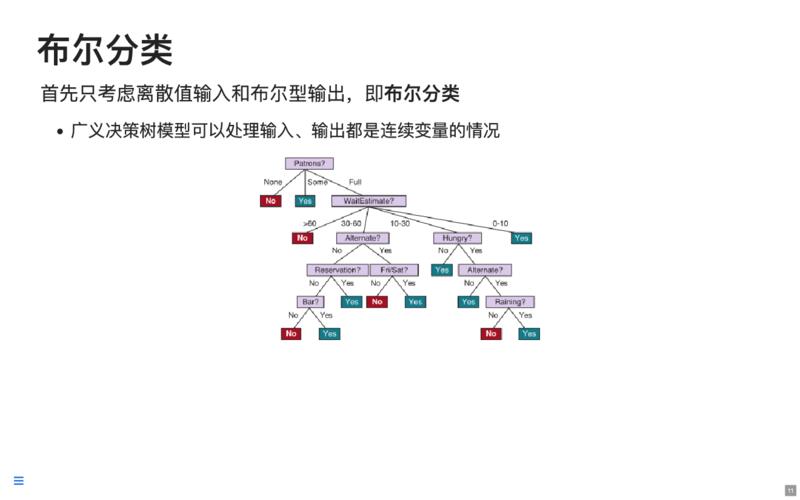 布尔分类
首先只考虑离散值输入和布尔型输出，即布尔分类
• 广义决策树模型可以处理输入、输出都是连续变量的情况
Patrons?
None Some Full
No Yes WaitEstimate?
>60 30-60 10-30 0-10
No Alternate? Hungry? Yes
No Yes No Yes
Reservation? Fri/Sat? Yes Alternate?
No Yes No Yes No Yes
Bar? Yes No Yes Yes Raining?
No Yes No Yes
No Yes No Yes
11